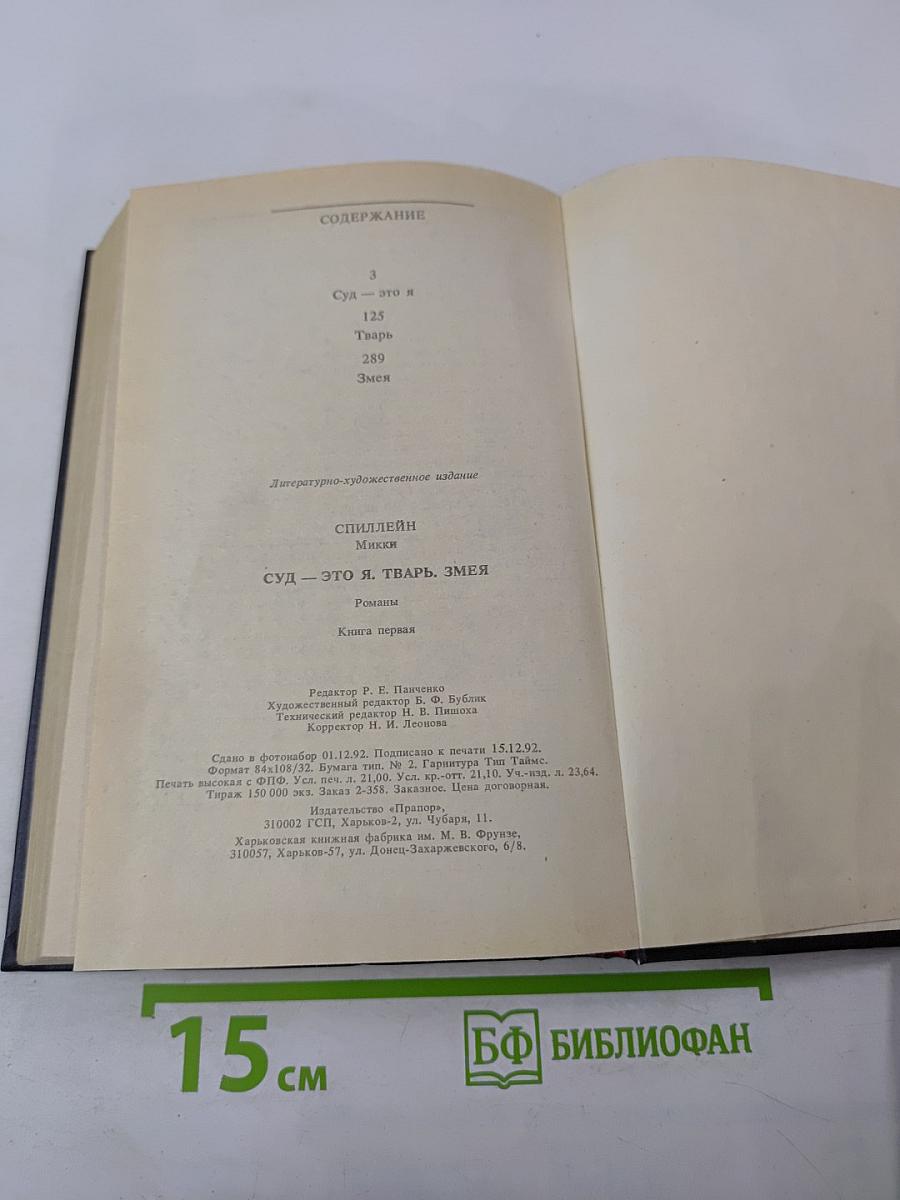 СОДЕРЖАНИЕ
3
Суд — это я
125
Тварь
289
Змея
Литературно-художественное издание
СПИЛЛЕЙН
Микки
СУД — ЭТО Я. ТВАРЬ. ЗМЕЯ
Романы
Книга первая
Редактор Р. Е. Панченко
Художественный редактор Б. Ф. Бублик
Технический редактор Н. В. Пишоха
Корректор Н. И. Леонова
Сдано в фотонабор 01.12.92. Подписано к печати 15.12.92.
Формат 84х108/32. Бумага тип. № 2. Гарнитура Тип Таймс.
Печать высокая с ФПФ. Усл. печ. л. 21,00. Усл. кр.-отт. 21,10. Уч.-изд. л. 23,64.
Тираж 150 000 экз. Заказ 2-358. Заказное. Цена договорная.
Издательство «Прапор»,
310002 ГСП, Харьков-2, ул. Чубаря, 11.
Харьковская книжная фабрика им. М. В. Фрунзе,
310057, Харьков-57, ул. Донец-Захаржевского, 6/8.
15 см
БФ БИБЛИОФАН